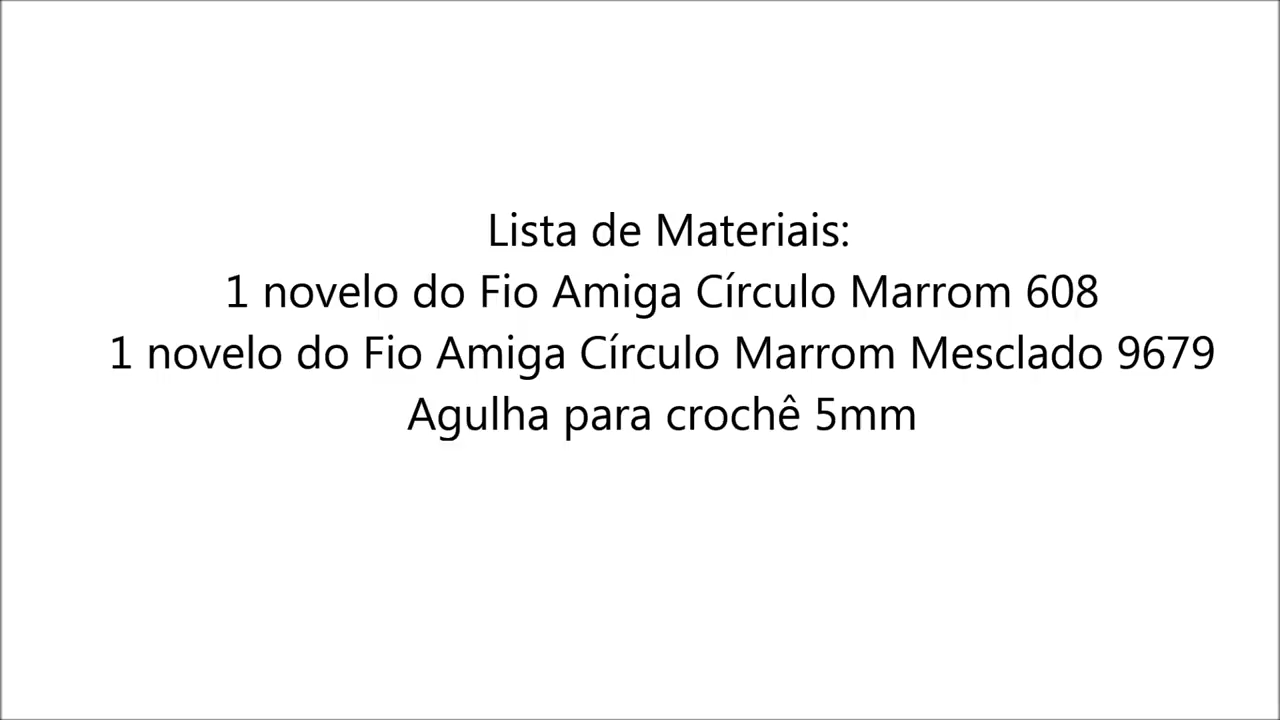 Lista de Materiais:
1 novelo do Fio Amiga Círculo Marrom 608
1 novelo do Fio Amiga Círculo Marrom Mesclado 9679
Agulha para crochê 5mm